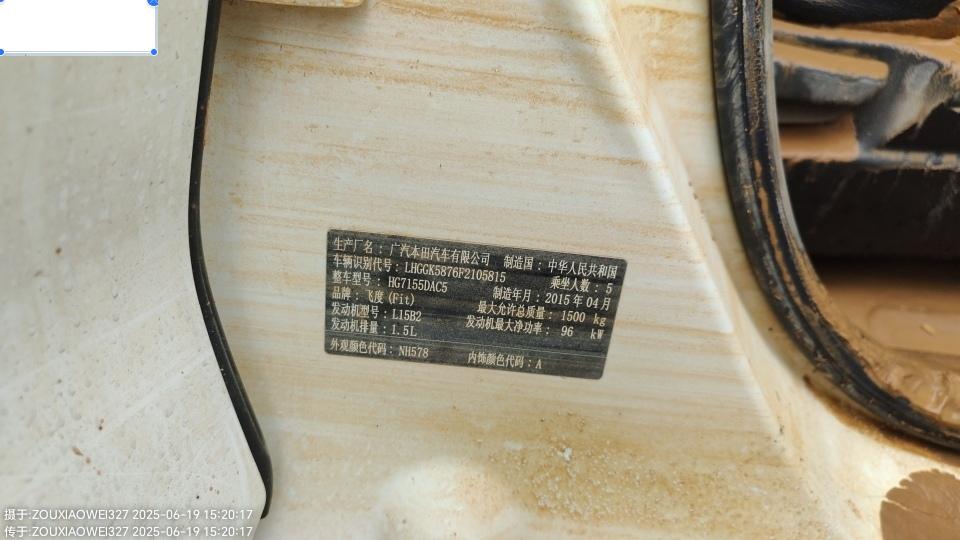 生产厂名：广汽本田汽车有限公司 制造国：中华人民共和国
车辆识别代号：LHGGK5876F2105815 乘坐人数：5
整车型号：HG7155DAC5 制造年月：2015年04月
品牌：飞度(Fit) 最大允许总质量：1500 kg
发动机型号：L15B2 发动机最大净功率：96 kW
发动机排量：1.5L
外观颜色代码：NH578 内饰颜色代码：A
摄于:ZOUXIAOWEI327 2025-06-19 15:20:17
传于:ZOUXIAOWEI327 2025-06-19 15:20:17